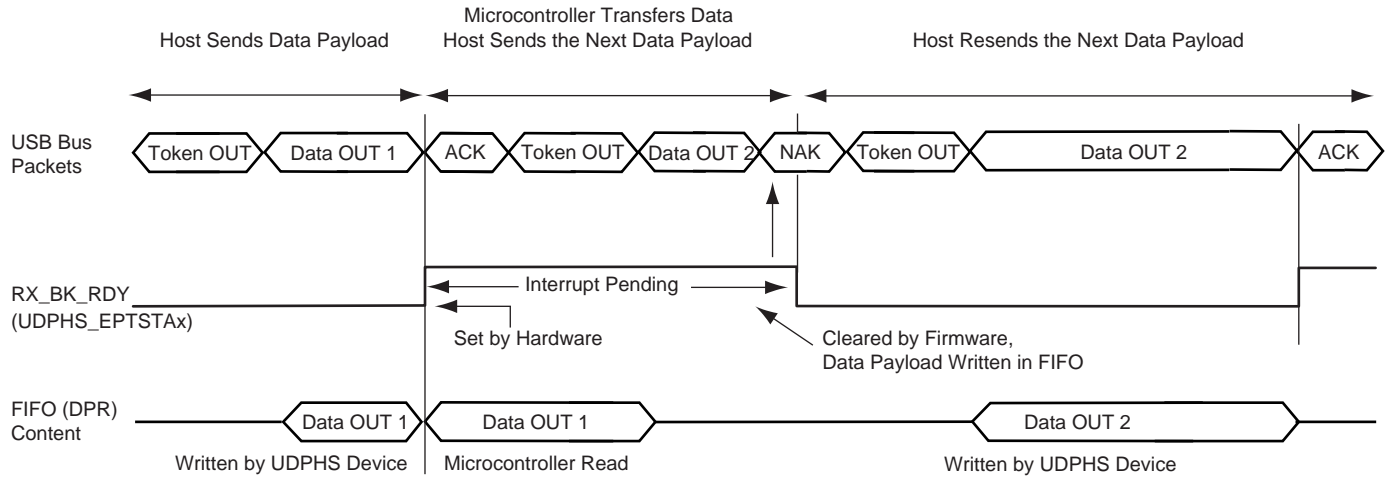 Microcontroller Transfers Data
Host Sends Data Payload
Host Sends the Next Data Payload
Host Resends the Next Data Payload
USB Bus
Packets
Token OUT
Data OUT 1
ACK
Token OUT
Data OUT 2
NAK
Token OUT
Data OUT 2
ACK
RX_BK_RDY
(UDPHS_EPTSTAx)
Interrupt Pending
Set by Hardware
Cleared by Firmware,
Data Payload Written in FIFO
FIFO (DPR)
Content
Data OUT 1
Data OUT 1
Data OUT 2
Written by UDPHS Device
Microcontroller Read
Written by UDPHS Device